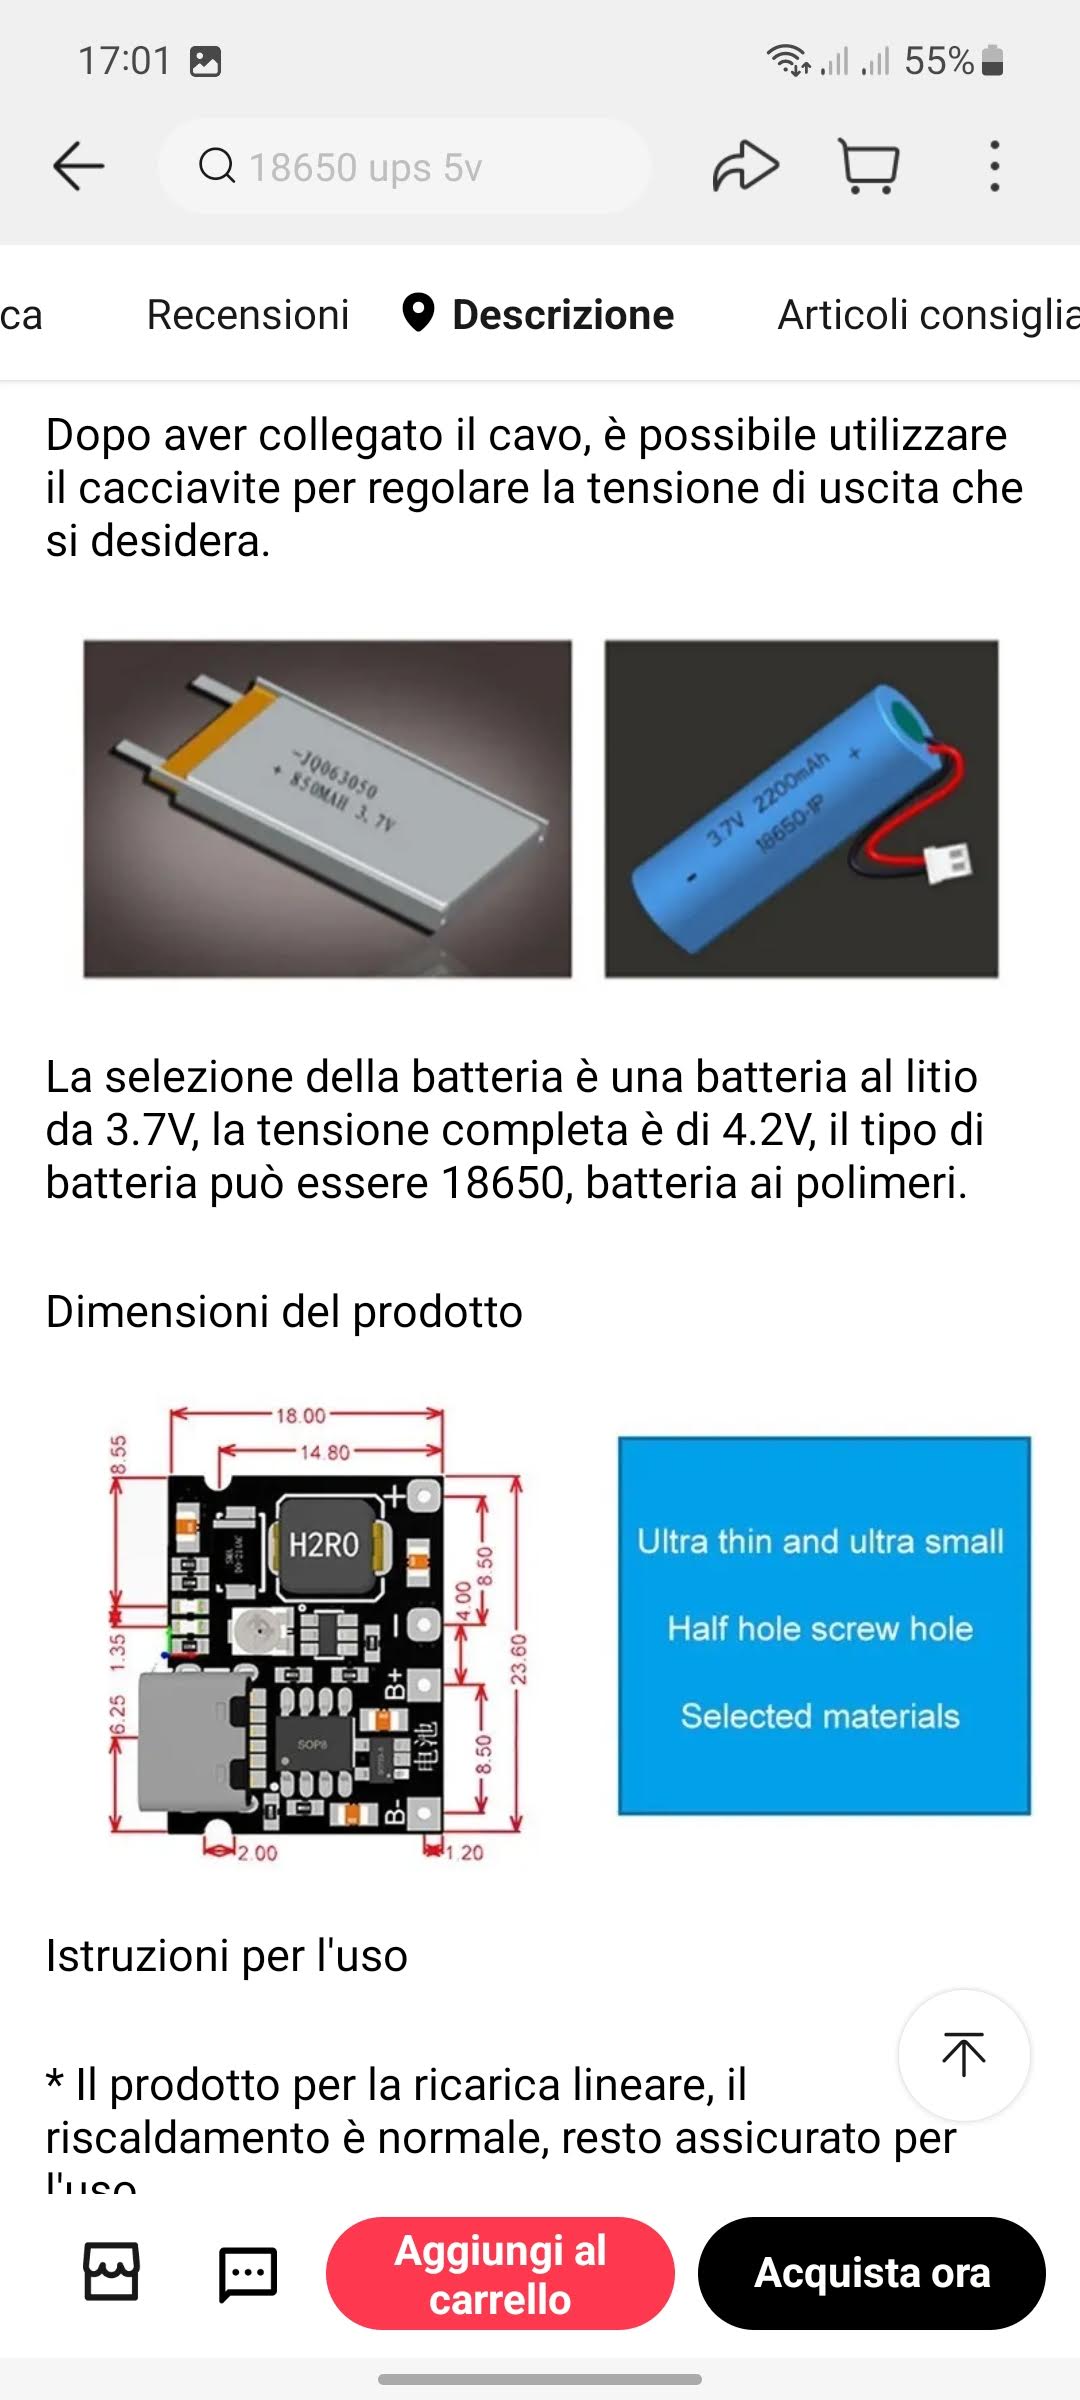 17:01
55%
18650 ups 5v
ca Recensioni Descrizione Articoli consiglia
Dopo aver collegato il cavo, è possibile utilizzare
il cacciavite per regolare la tensione di uscita che
si desidera.
-JQ063050
+ 850MAH 3.7V
3.7V 2200mAh +
18650-1P
-
La selezione della batteria è una batteria al litio
da 3.7V, la tensione completa è di 4.2V, il tipo di
batteria può essere 18650, batteria ai polimeri.
Dimensioni del prodotto
18.00
14.80
8.55
H2R0
+
8.50
4.00
-
1.35
23.60
B+
6.25
SOP8
电池
8.50
B-
2.00
1.20
Ultra thin and ultra small
Half hole screw hole
Selected materials
Istruzioni per l'uso
* Il prodotto per la ricarica lineare, il
riscaldamento è normale, resto assicurato per
l'uso
Aggiungi al
carrello
Acquista ora